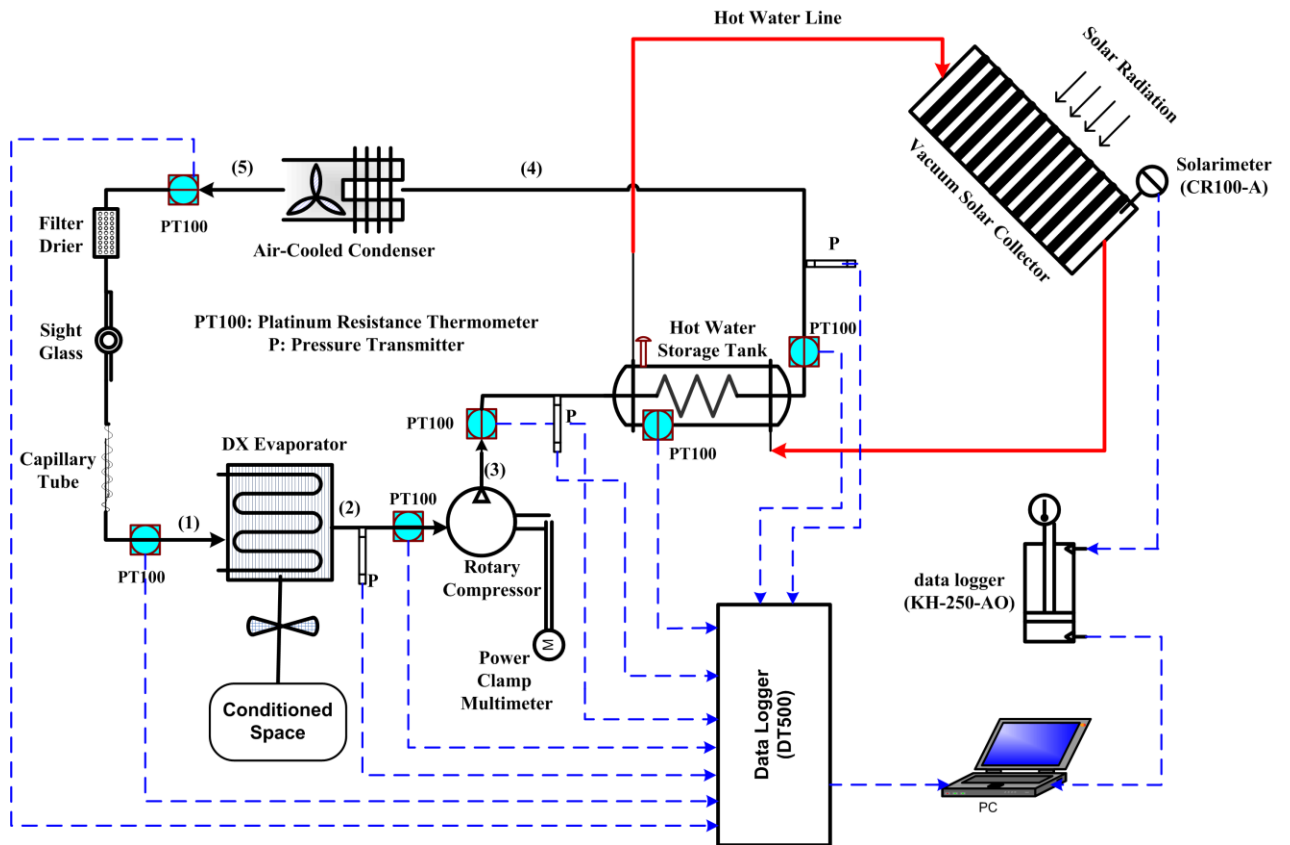 Hot Water Line
Solar Radiation
Vacuum Solar Collector
Solarimeter
(CR100-A)
(5)
(4)
PT100
Filter
Drier
Air-Cooled Condenser
P
Sight
Glass
PT100: Platinum Resistance Thermometer
P: Pressure Transmitter
Hot Water
Storage Tank
PT100
PT100
P
PT100
DX Evaporator
Capillary
Tube
(1)
(2)
PT100
(3)
PT100
P
Rotary
Compressor
M
Power
Clamp
Multimeter
Conditioned
Space
data logger
(KH-250-AO)
Data Logger
(DT500)
PC